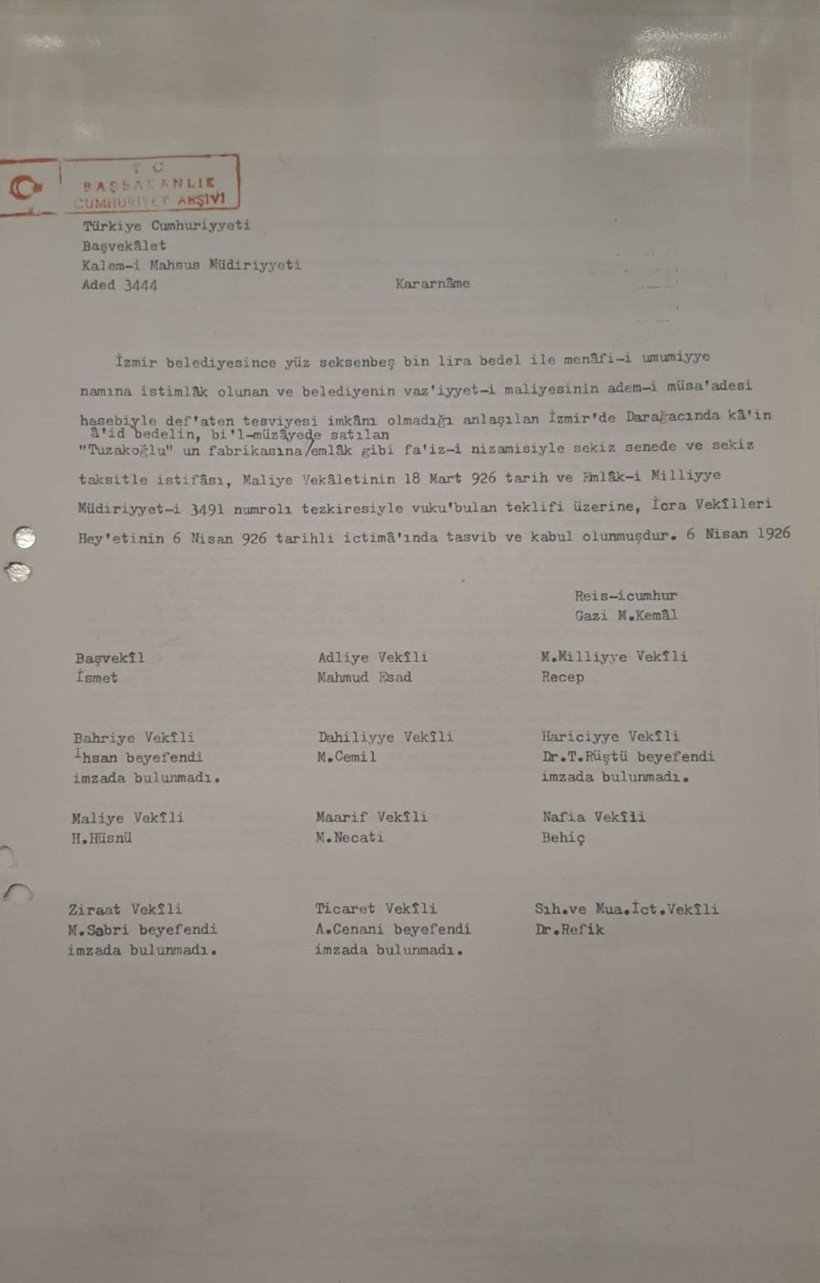 T C
BAŞBAKANLIK
CUMHURİYET ARŞİVİ
Türkiye Cumhuriyyeti
Başvekâlet
Kalem-i Mahsus Müdiriyyeti
Aded 3444
Kararnâme
İzmir belediyesince yüz seksenbeş bin lira bedel ile menâfi-i umumiyye
namına istimlâk olunan ve belediyenin vaz'iyyet-i maliyesinin adem-i müsa'adesi
hasebiyle def'aten tesviyesi imkânı olmadığı anlaşılan İzmir'de Darağacında kâ'in
â'id bedelin, bi'l-müzâyede satılan
"Tuzakoğlu" un fabrikasına/emlâk gibi fa'iz-i nizamisiyle sekiz senede ve sekiz
taksitle istifâsı, Maliye Vekâletinin 18 Mart 926 tarih ve Emlâk-i Milliyye
Müdiriyyet-i 3491 numrolı tezkiresiyle vuku'bulan teklifi üzerine, İcra Vekîlleri
Hey'etinin 6 Nisan 926 tarihli ictimâ'ında tasvib ve kabul olunmuşdur. 6 Nisan 1926
Reis-icumhur
Gazi M.Kemâl
Başvekîl Adliye Vekîli M.Milliyye Vekîli
İsmet Mahmud Esad Recep
Bahriye Vekîli Dahiliyye Vekîli Hariciyye Vekîli
İhsan beyefendi M.Cemil Dr.T.Rüştü beyefendi
imzada bulunmadı. imzada bulunmadı.
Maliye Vekîli Maarif Vekîli Nafia Vekîli
H.Hüsnü M.Necati Behiç
Ziraat Vekîli Ticaret Vekîli Sıh.ve Mua.İct.Vekîli
M.Sabri beyefendi A.Cenani beyefendi Dr.Refik
imzada bulunmadı. imzada bulunmadı.